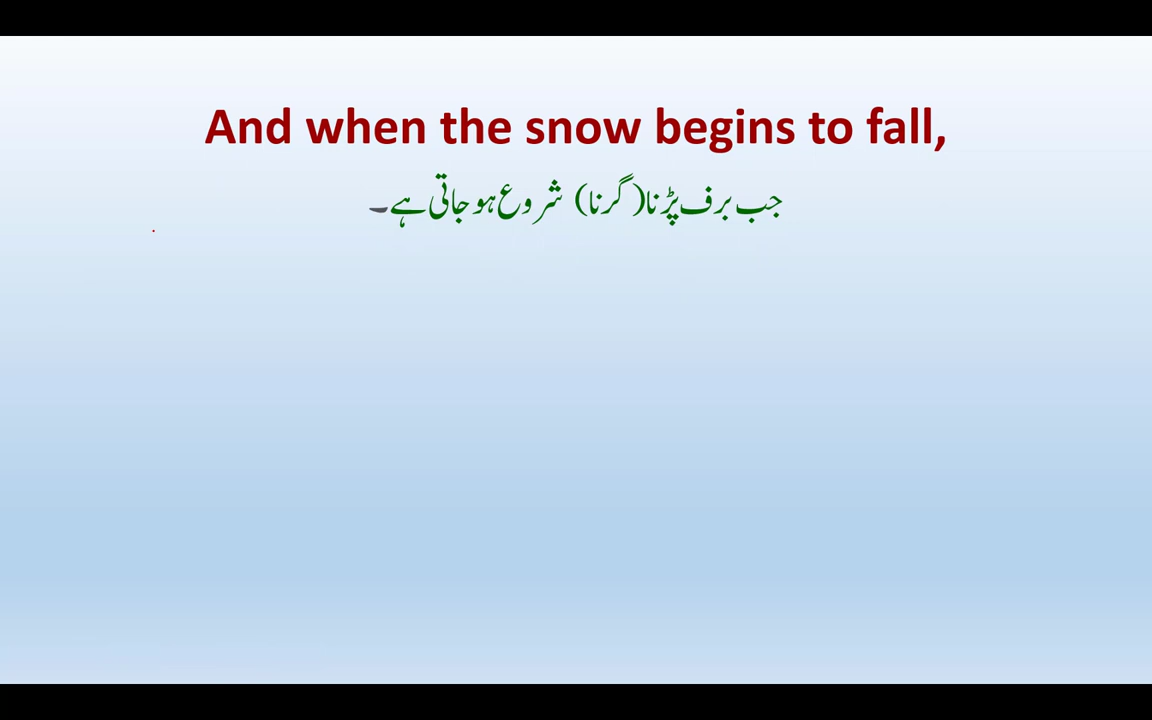 And when the snow begins to fall,
جب برف پڑنا(گرنا) شروع ہو جاتی ہے۔